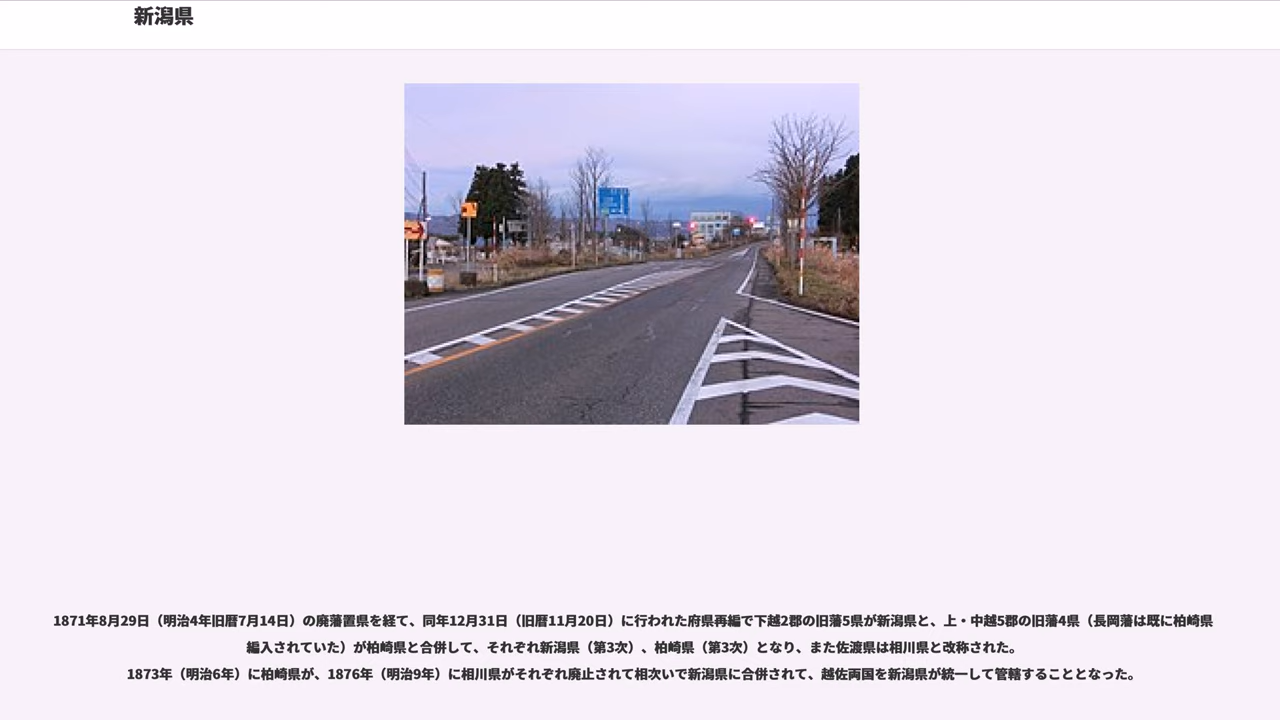 新潟県
1871年8月29日（明治4年旧暦7月14日）の廃藩置県を経て、同年12月31日（旧暦11月20日）に行われた府県再編で下越2郡の旧藩5県が新潟県と、上・中越5郡の旧藩4県（長岡藩は既に柏崎県
編入されていた）が柏崎県と合併して、それぞれ新潟県（第3次）、柏崎県（第3次）となり、また佐渡県は相川県と改称された。
1873年（明治6年）に柏崎県が、1876年（明治9年）に相川県がそれぞれ廃止されて相次いで新潟県に合併されて、越佐両国を新潟県が統一して管轄することとなった。